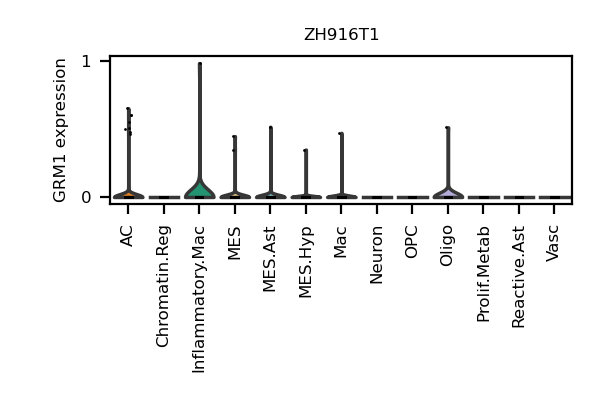 ZH916T1
GRM1 expression
1
0
AC
Chromatin.Reg
Inflammatory.Mac
MES
MES.Ast
MES.Hyp
Mac
Neuron
OPC
Oligo
Prolif.Metab
Reactive.Ast
Vasc